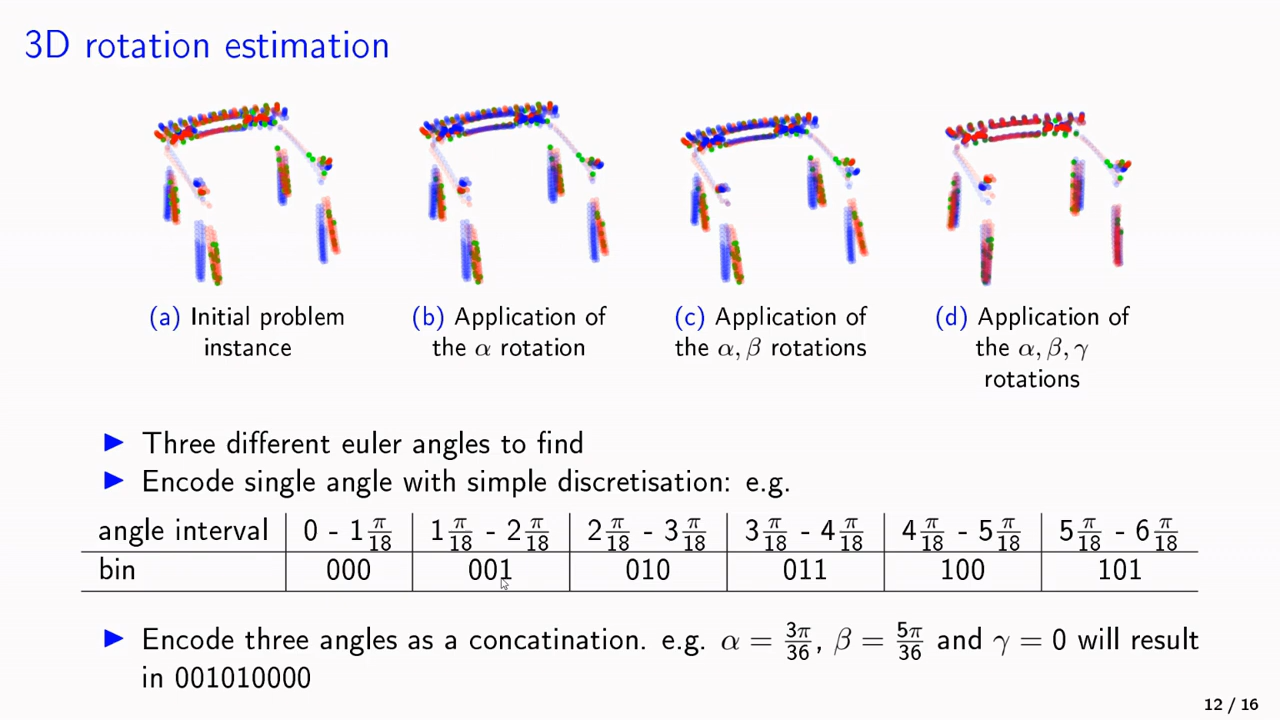 3D rotation estimation
(a) Initial problem instance
(b) Application of the α rotation
(c) Application of the α, β rotations
(d) Application of the α, β, γ rotations
▶ Three different euler angles to find
▶ Encode single angle with simple discretisation: e.g.
angle interval 0 - 1π/18 1π/18 - 2π/18 2π/18 - 3π/18 3π/18 - 4π/18 4π/18 - 5π/18 5π/18 - 6π/18
bin 000 001 010 011 100 101
▶ Encode three angles as a concatination. e.g. α = 3π/36, β = 5π/36 and γ = 0 will result
in 001010000
12 / 16